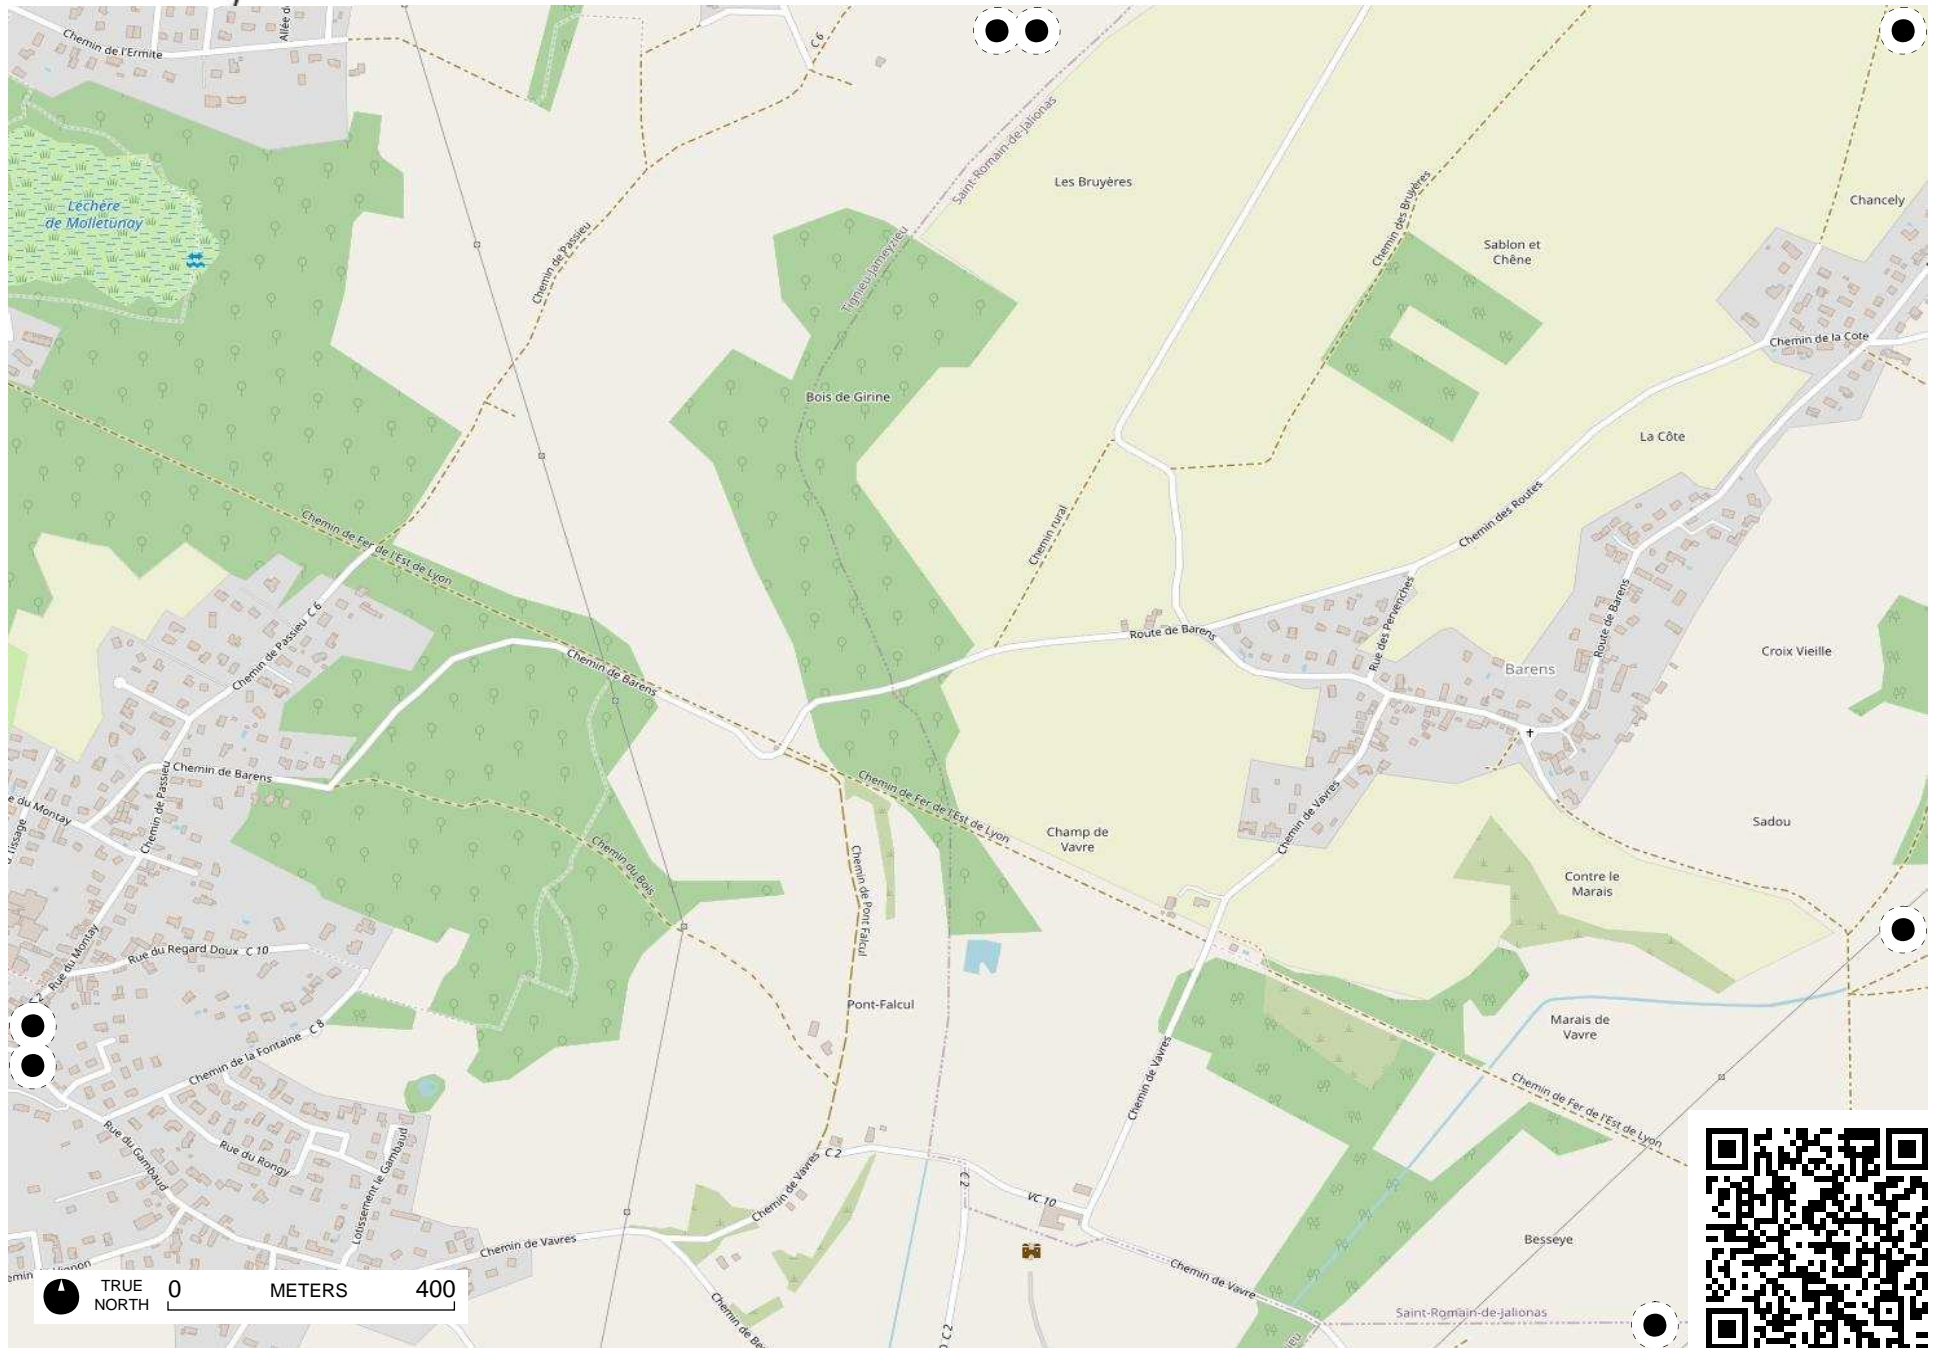 Chemin de l'Ermite
C 6
Saint-Romain-de-Jalionas
Les Bruyères
Chemin des Bruyères
Sablon et
Chêne
Chancely
Léchère
de Molletunay
Chemin de Passieu
Tignieu-Jameyzieu
Chemin de la Cote
Bois de Girine
La Côte
Chemin des Routes
Chemin de Fer de l'Est de Lyon
Chemin rural
Chemin de Passieu C 6
Route de Barens
Rue des Pervenches
Route de Barens
Barens
Croix Vieille
Chemin de Barens
Chemin de Barens
Chemin de Passieu
e du Montay
Tissage
Chemin du Bois
Chemin de Pont Falcul
Chemin de Fer de l'Est de Lyon
Champ de
Vavre
Chemin de Vavres
Sadou
Contre le
Marais
Rue du Montay
Rue du Regard Doux C 10
Pont-Falcul
Marais de
Vavre
Chemin de la Fontaine C 8
Chemin de Vavres
Chemin de Fer de l'Est de Lyon
Rue du Gambaud
Rue du Rongy
Lotissement le Gambaud
Chemin de Vavres
C 2
C 2
VC 10
Chemin de Vavres
Besseye
Chemin de Vavre
Saint-Romain-de-Jalionas
Chemin de Be
C 2
TRUE
NORTH
0 METERS 400